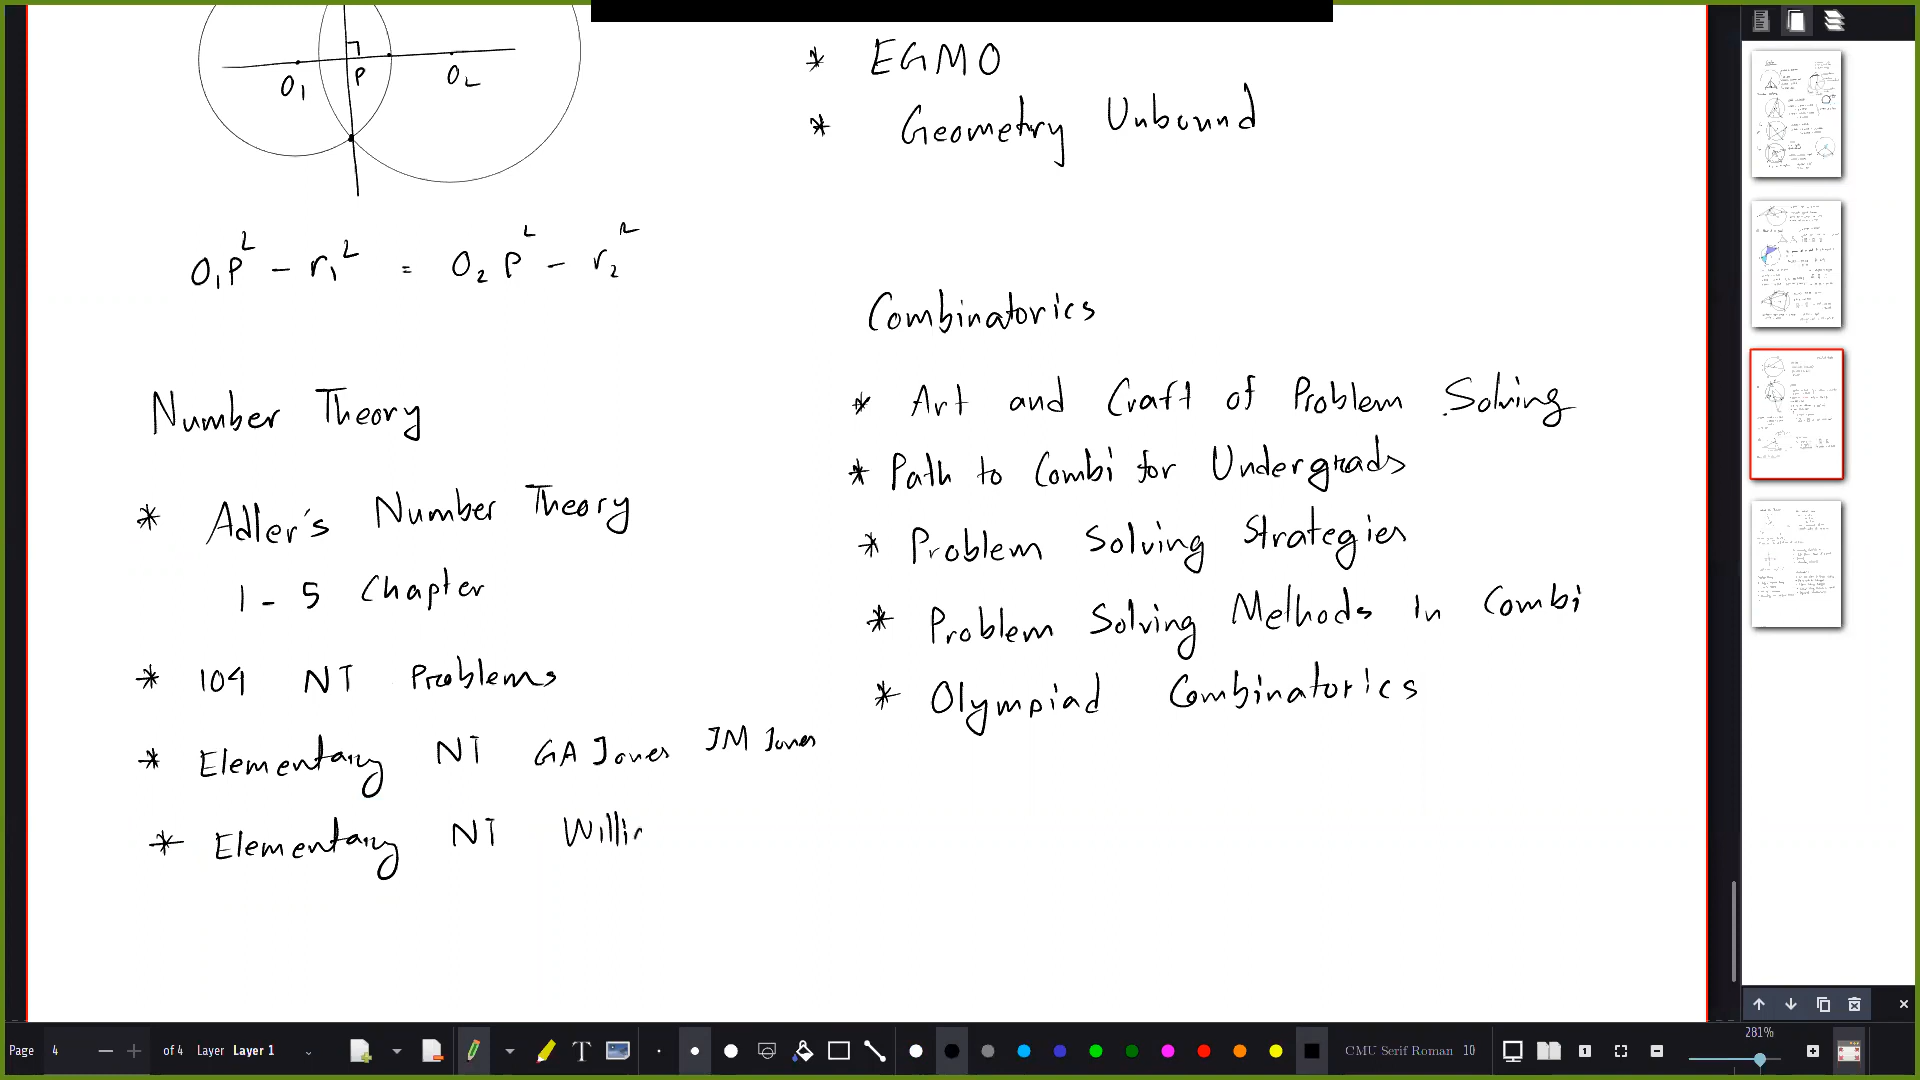 O₁
P
O₂
O₁P² - r₁² = O₂P² - r₂²
* EGMO
* Geometry Unbound
Number Theory
* Adler's Number Theory
1 - 5 Chapter
* 104 NT Problems
* Elementary NT GA Jones JM Jones
* Elementary NT Willi
Combinatorics
* Art and Craft of Problem Solving
* Path to Combi for Undergrads
* Problem Solving Strategies
* Problem Solving Methods in Combi
* Olympiad Combinatorics
281%
Page 4 of 4 Layer Layer 1
CMU Serif Roman 10